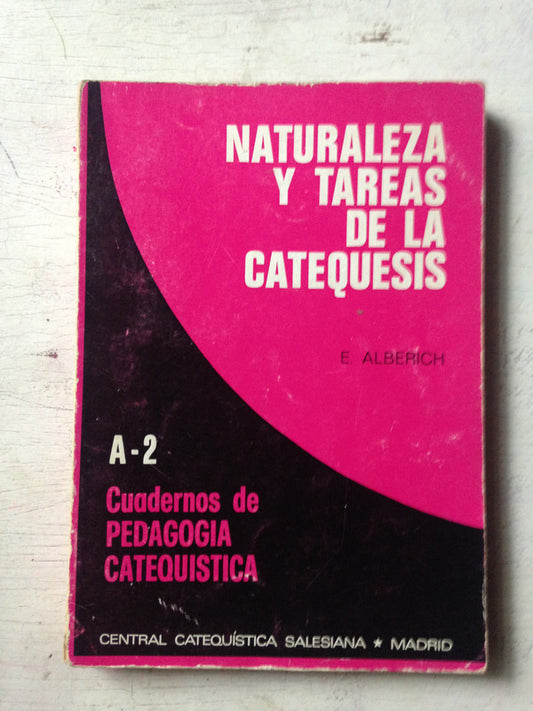 NATURALEZA
Y TAREAS
DE LA
CATEQUESIS
E. ALBERICH
A-2
Cuadernos de
PEDAGOGIA
CATEQUISTICA
CENTRAL CATEQUÍSTICA SALESIANA ★ MADRID